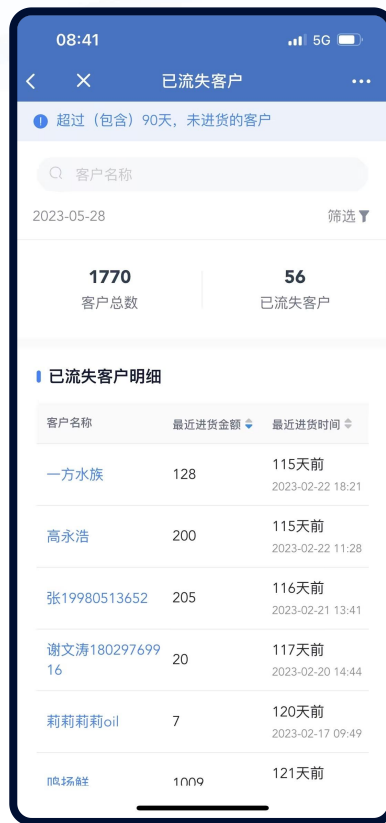 08:41
5G
已流失客户
超过（包含）90天，未进货的客户
客户名称
2023-05-28 筛选
1770 56
客户总数 已流失客户
已流失客户明细
客户名称 最近进货金额 最近进货时间
一方水族 128 115天前
2023-02-22 18:21
高永浩 200 115天前
2023-02-22 11:28
张19980513652 205 116天前
2023-02-21 13:41
谢文涛180297699
16 20 117天前
2023-02-20 14:44
莉莉莉莉oil 7 120天前
2023-02-17 09:49
鸣扬鲜 1009 121天前